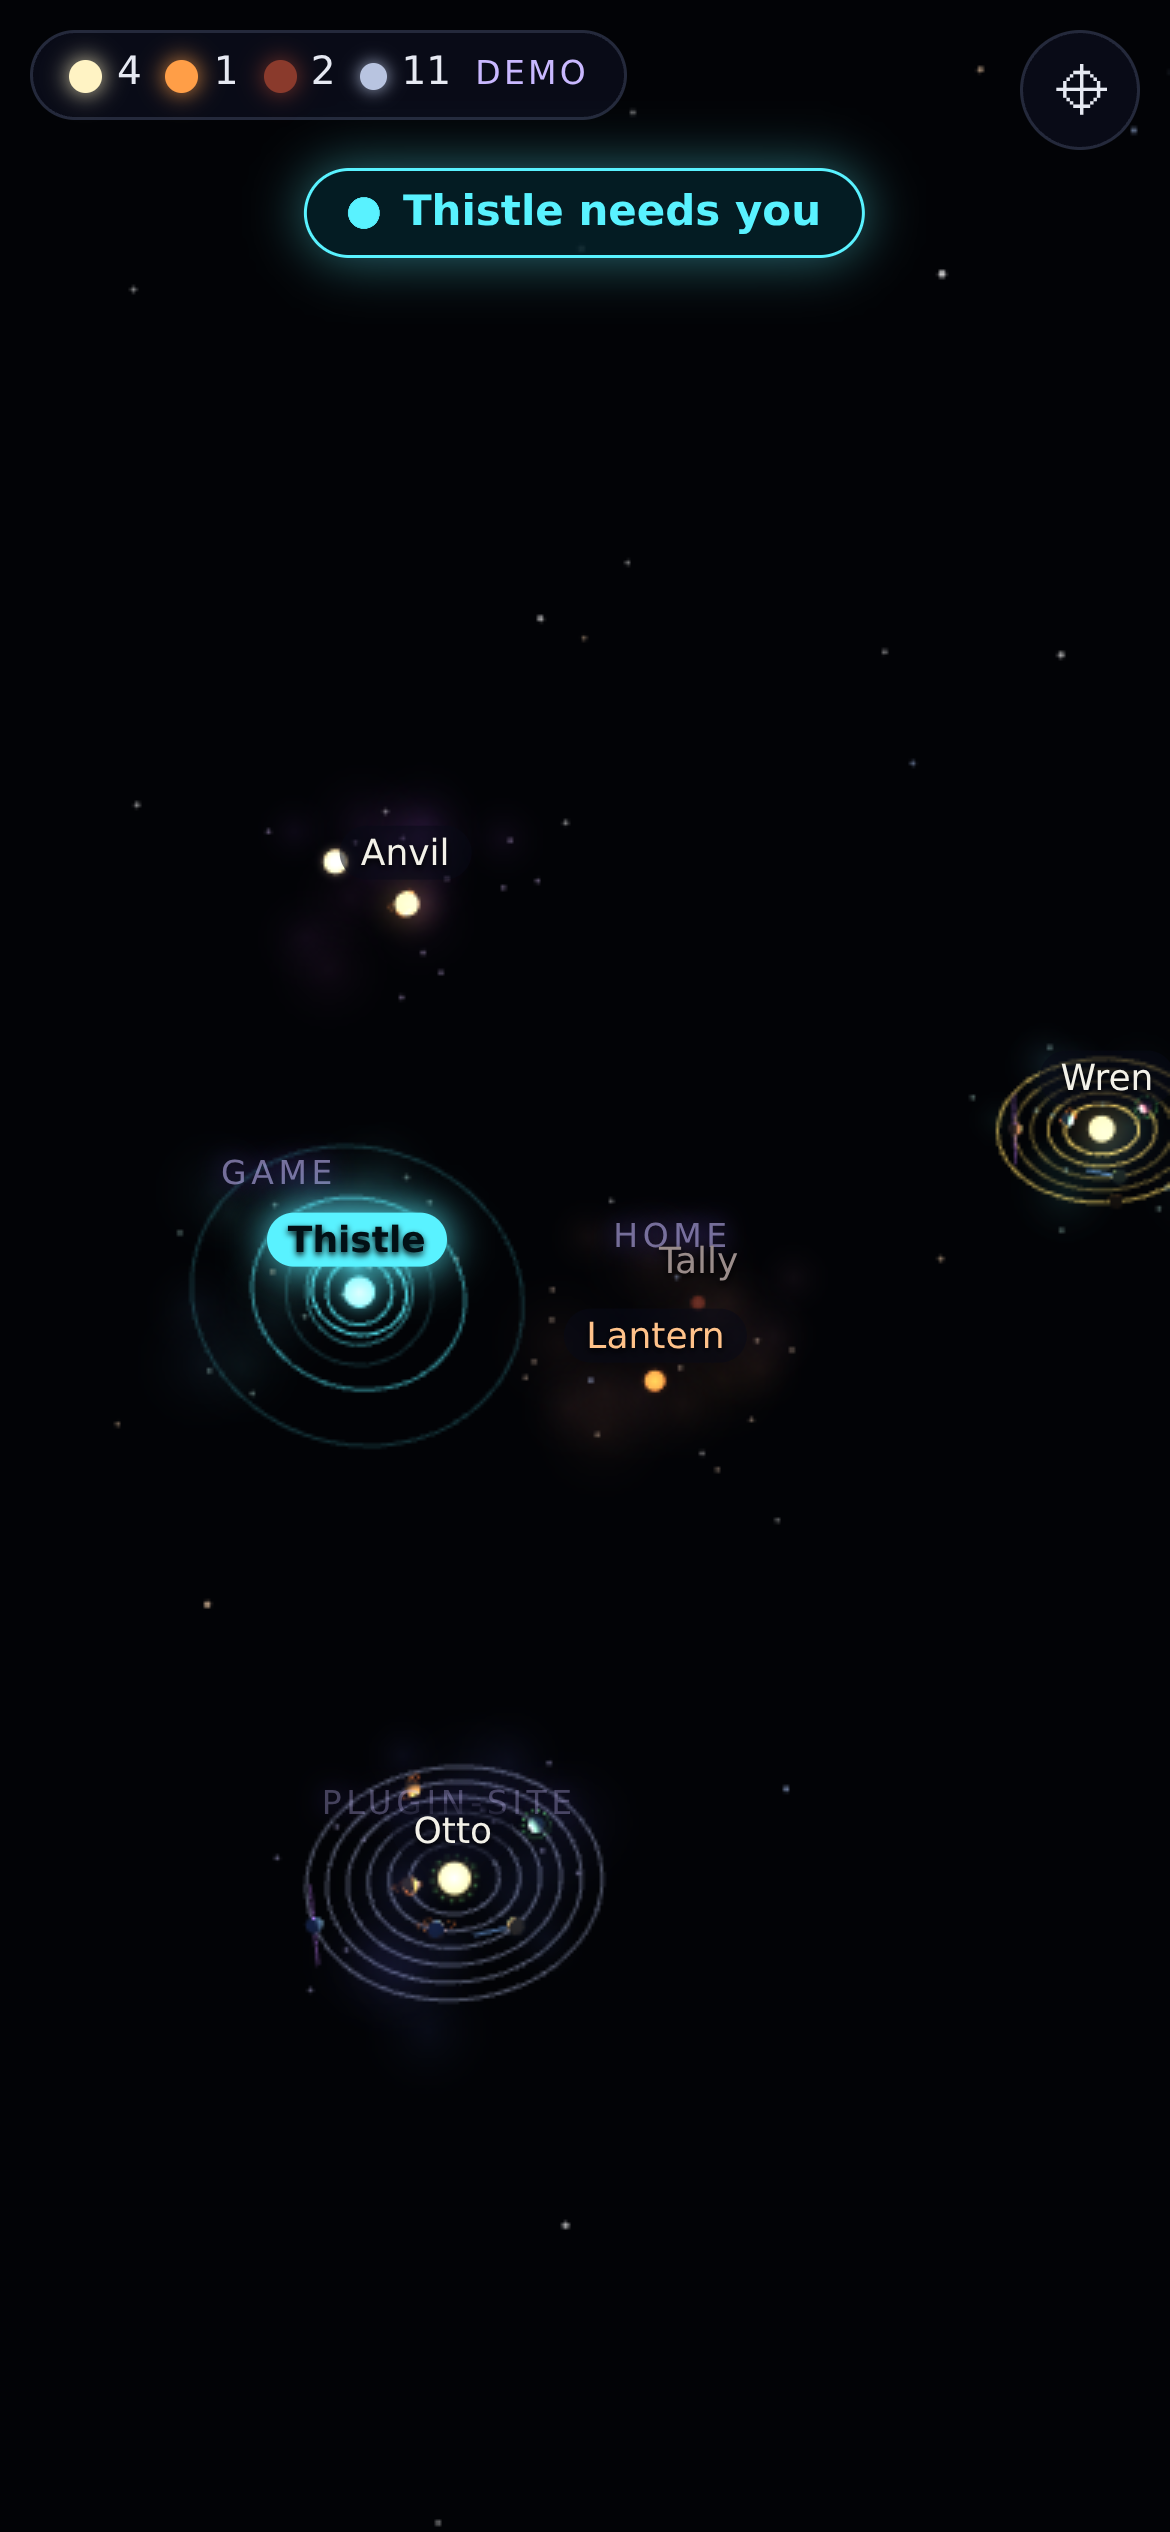 4 1 2 11 DEMO
Thistle needs you
Anvil
Wren
GAME
Thistle
HOME
Tally
Lantern
PLUGIN-SITE
Otto